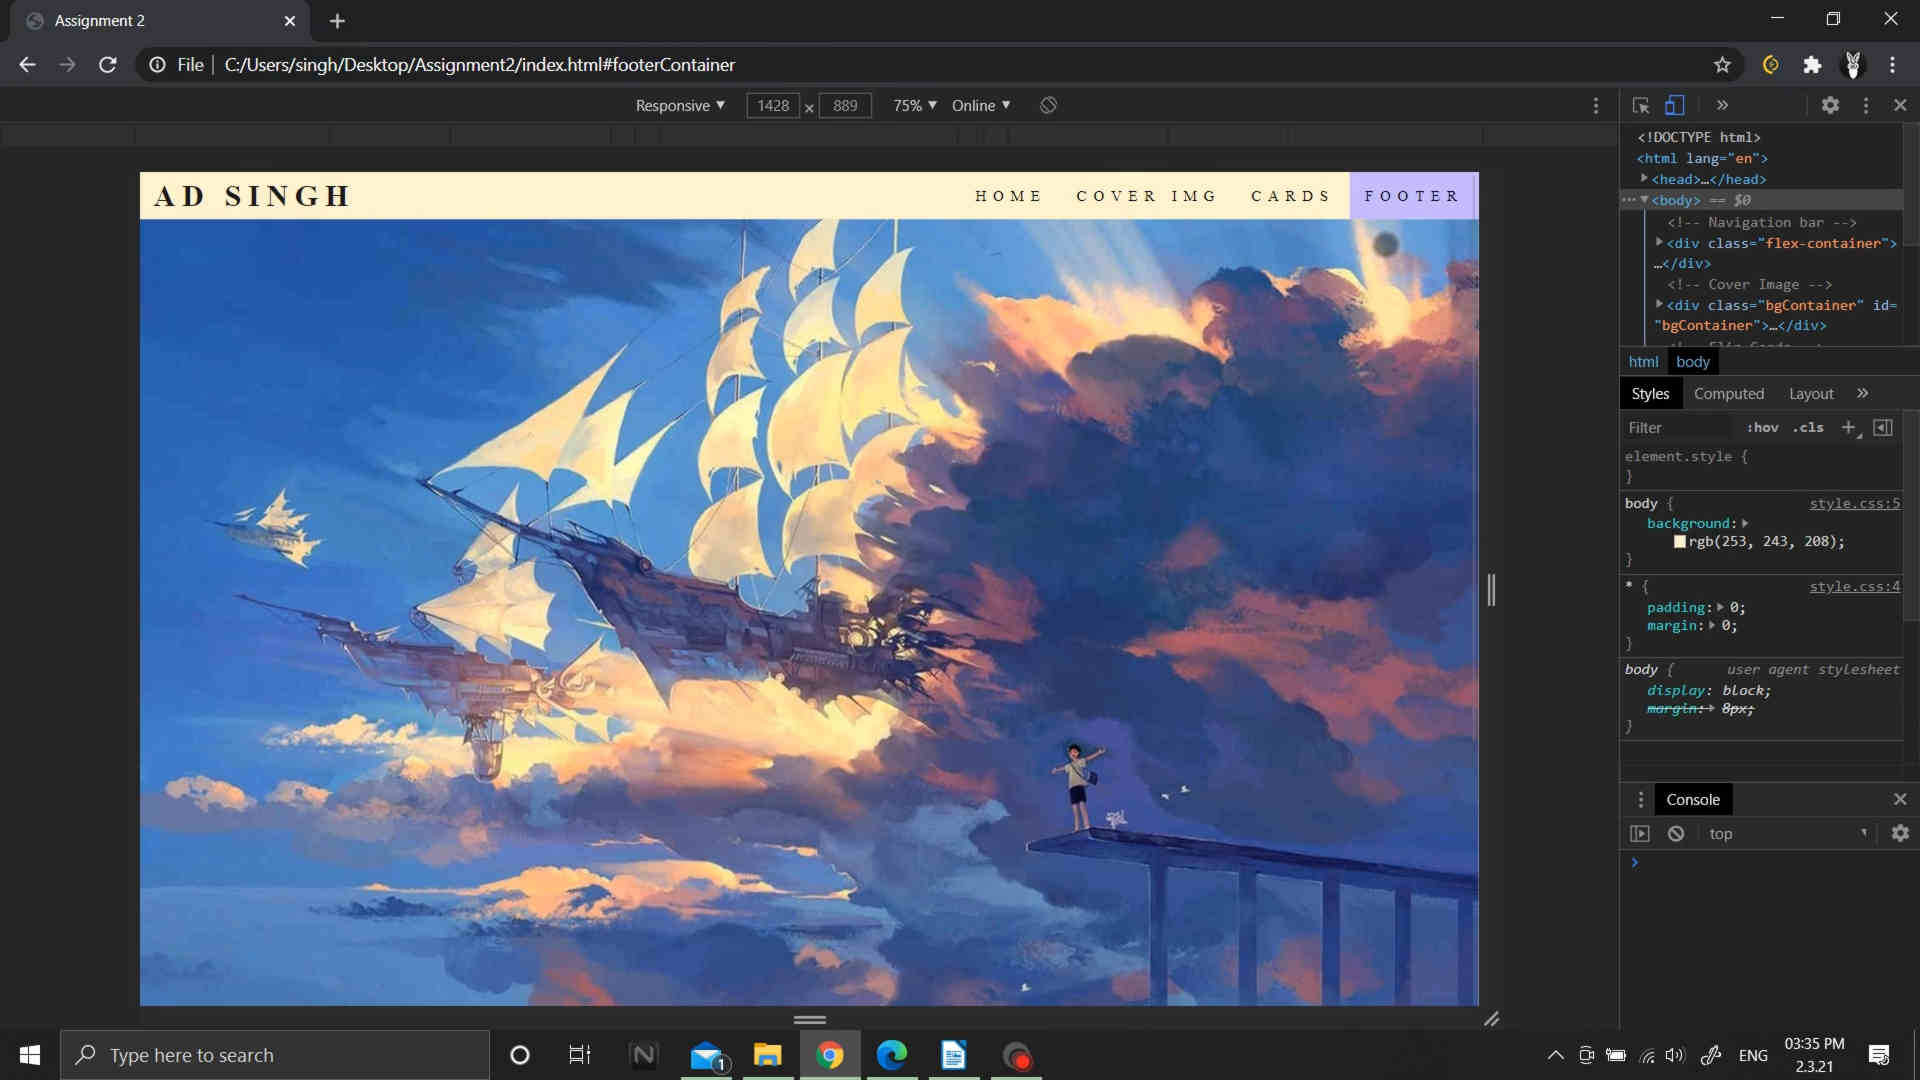 Assignment 2
File
C:/Users/singh/Desktop/Assignment2/index.html#footerContainer
Responsive
1428
x
889
75%
Online
AD SINGH
HOME
COVER IMG
CARDS
FOOTER
<!DOCTYPE html>
<html lang="en">
<head>…</head>
<body> == $0
<!-- Navigation bar -->
<div class="flex-container">
…</div>
<!-- Cover Image -->
<div class="bgContainer" id=
"bgContainer">…</div>
html
body
Styles
Computed
Layout
»
Filter
:hov
.cls
element.style {
}
body {
style.css:5
background:
rgb(253, 243, 208);
}
* {
style.css:4
padding: 0;
margin: 0;
}
body {
user agent stylesheet
display: block;
margin: 8px;
}
Console
top
Type here to search
1
ENG
03:35 PM
2.3.21